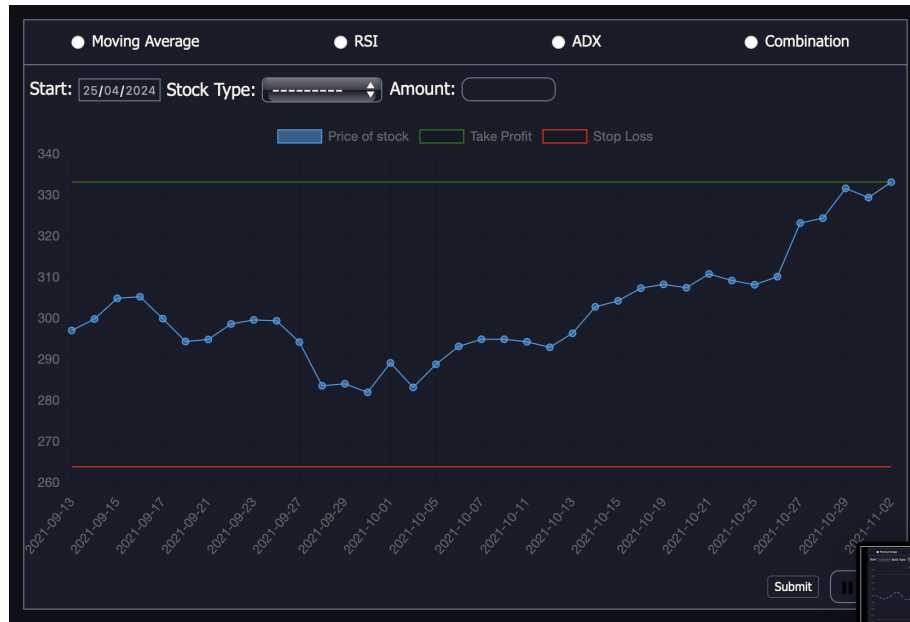 Moving Average RSI ADX Combination
Start: 25/04/2024 Stock Type: --------- Amount:
Price of stock Take Profit Stop Loss
340
330
320
310
300
290
280
270
260
2021-09-13 2021-09-15 2021-09-17 2021-09-21 2021-09-23 2021-09-27 2021-09-29 2021-10-01 2021-10-05 2021-10-07 2021-10-11 2021-10-13 2021-10-15 2021-10-19 2021-10-21 2021-10-25 2021-10-27 2021-10-29 2021-11-02
Submit